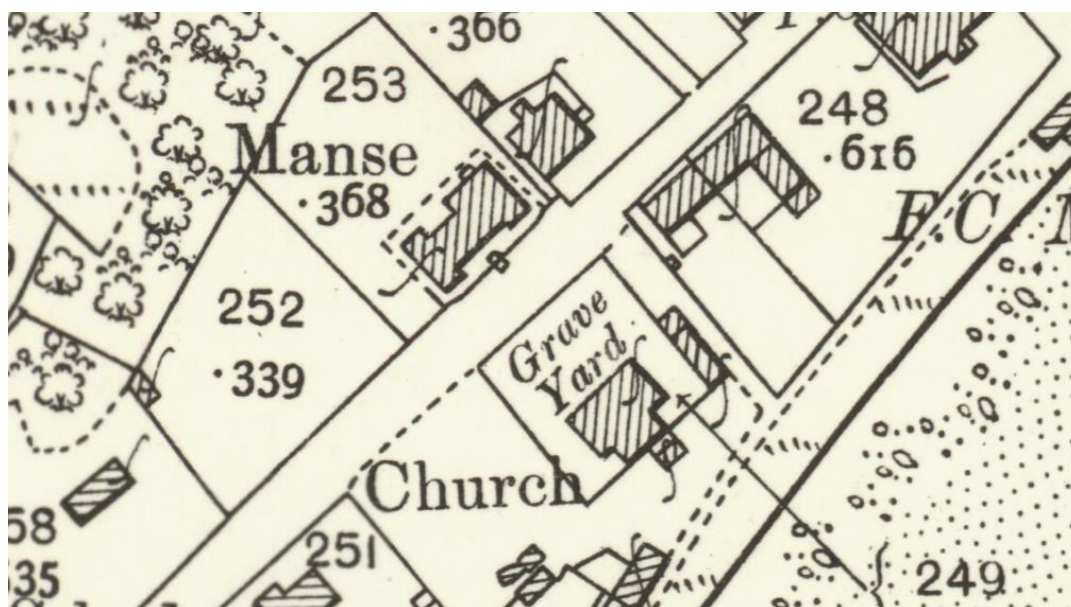 .366
253
Manse
.368
248
.616
F.C.
252
.339
Grave
Yard
Church
251
249
58
35